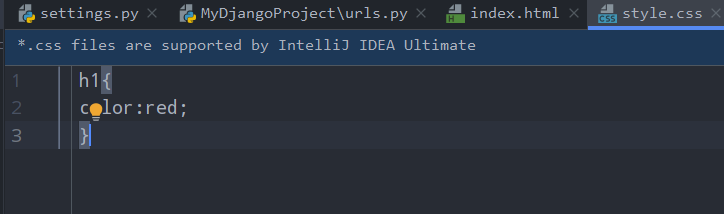 settings.py MyDjangoProject\urls.py index.html style.css
*.css files are supported by IntelliJ IDEA Ultimate
1 h1{
2 color:red;
3 }